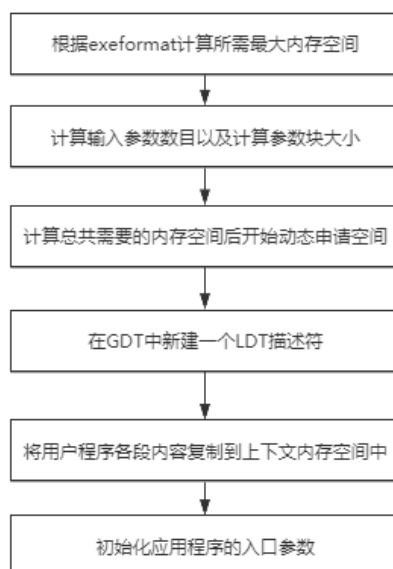 根据exeformat计算所需最大内存空间
计算输入参数数目以及计算参数块大小
计算总共需要的内存空间后开始动态申请空间
在GDT中新建一个LDT描述符
将用户程序各段内容复制到上下文内存空间中
初始化应用程序的入口参数